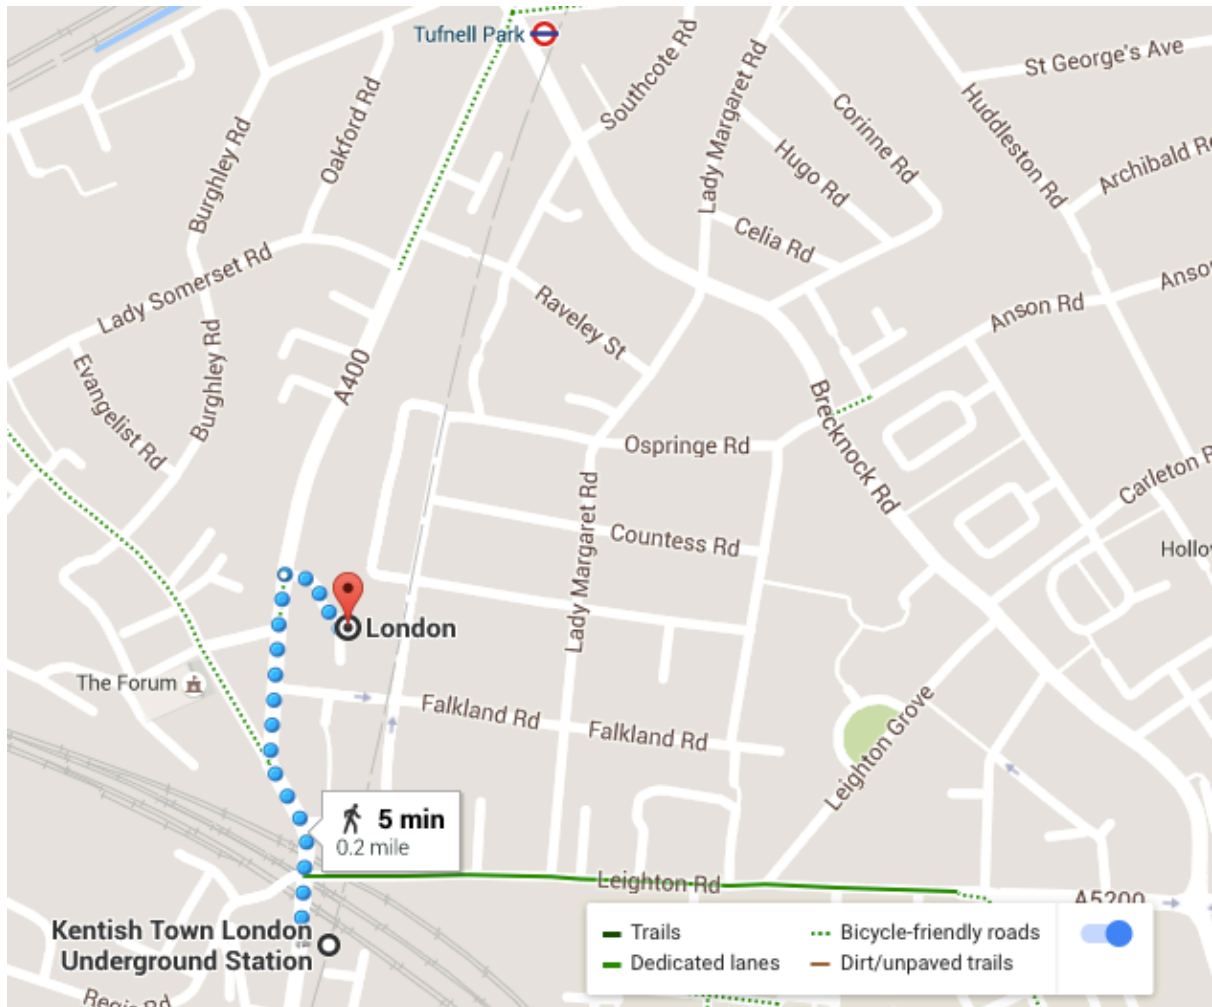 Tufnell Park
Southcote Rd
Lady Margaret Rd
St George's Ave
Corinne Rd
Huddleston Rd
Archibald Rd
Hugo Rd
Oakford Rd
Burghley Rd
Celia Rd
Lady Somerset Rd
Raveley St
Anson Rd
Anso
Evangelist Rd
Burghley Rd
A400
Brecknock Rd
Ospringe Rd
Carleton R
Lady Margaret Rd
Countess Rd
Hollo
London
The Forum
Falkland Rd
Falkland Rd
Leighton Grove
5 min
0.2 mile
Leighton Rd
A5200
Kentish Town London
Underground Station
Regis Rd
Trails
Bicycle-friendly roads
Dedicated lanes
Dirt/unpaved trails